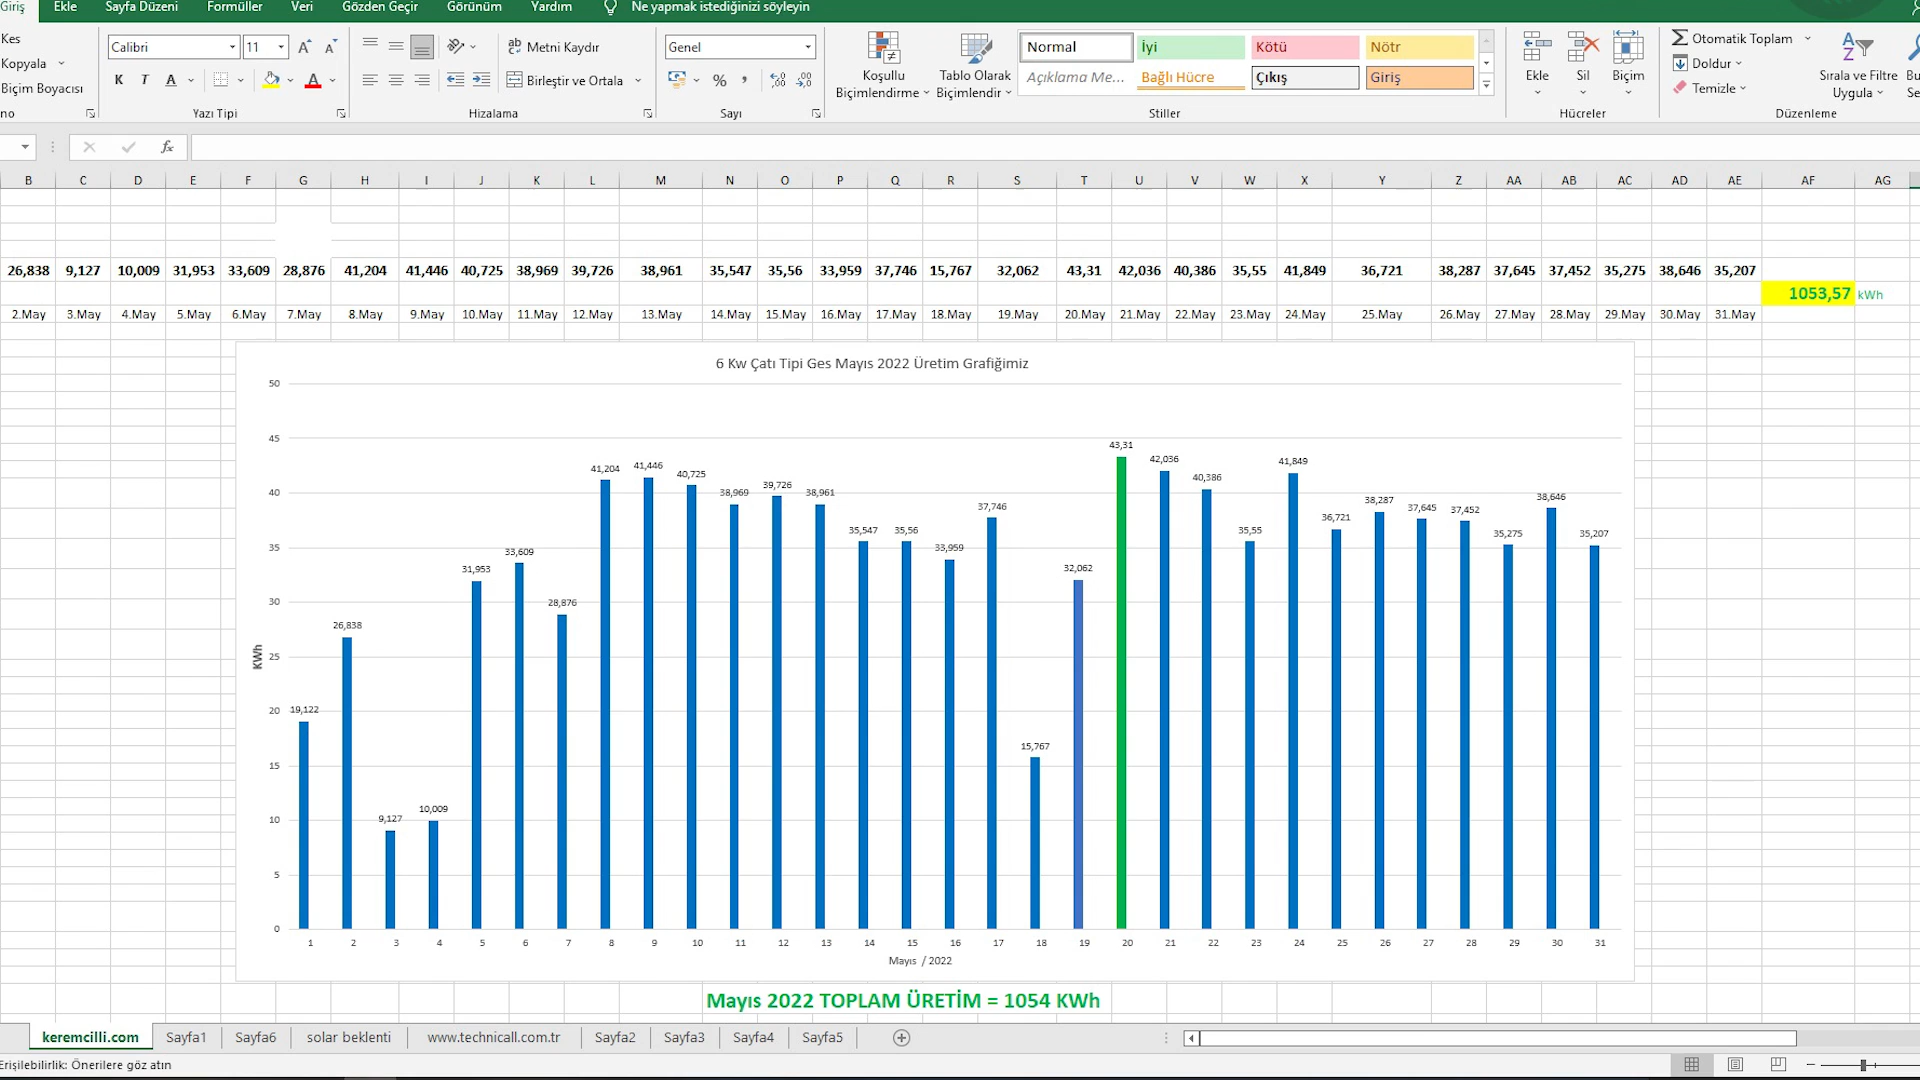 Giriş Ekle Sayfa Düzeni Formüller Veri Gözden Geçir Görünüm Yardım Ne yapmak istediğinizi söyleyin
Kes
Kopyala
Biçim Boyacısı
Calibri 11
K T A
Yazı Tipi
Metni Kaydır
Birleştir ve Ortala
Hizalama
Genel
% ,
Sayı
Koşullu Biçimlendirme
Tablo Olarak Biçimlendir
Normal İyi Kötü Nötr
Açıklama Me... Bağlı Hücre Çıkış Giriş
Stiller
Ekle Sil Biçim
Hücreler
Otomatik Toplam
Doldur
Temizle
Sırala ve Filtre Uygula
Düzenleme
fx
B C D E F G H I J K L M N O P Q R S T U V W X Y Z AA AB AC AD AE AF AG
26,838 9,127 10,009 31,953 33,609 28,876 41,204 41,446 40,725 38,969 39,726 38,961 35,547 35,56 33,959 37,746 15,767 32,062 43,31 42,036 40,386 35,55 41,849 36,721 38,287 37,645 37,452 35,275 38,646 35,207
1053,57 kWh
2.May 3.May 4.May 5.May 6.May 7.May 8.May 9.May 10.May 11.May 12.May 13.May 14.May 15.May 16.May 17.May 18.May 19.May 20.May 21.May 22.May 23.May 24.May 25.May 26.May 27.May 28.May 29.May 30.May 31.May
6 Kw Çatı Tipi Ges Mayıs 2022 Üretim Grafiğimiz
50
45
40
35
30
25
20
15
10
5
0
KWh
19,122 26,838 9,127 10,009 31,953 33,609 28,876 41,204 41,446 40,725 38,969 39,726 38,961 35,547 35,56 33,959 37,746 15,767 32,062 43,31 42,036 40,386 35,55 41,849 36,721 38,287 37,645 37,452 35,275 38,646 35,207
1 2 3 4 5 6 7 8 9 10 11 12 13 14 15 16 17 18 19 20 21 22 23 24 25 26 27 28 29 30 31
Mayıs / 2022
Mayıs 2022 TOPLAM ÜRETİM = 1054 KWh
keremcilli.com Sayfa1 Sayfa6 solar beklenti www.technicall.com.tr Sayfa2 Sayfa3 Sayfa4 Sayfa5
Erişilebilirlik: Önerilere göz atın